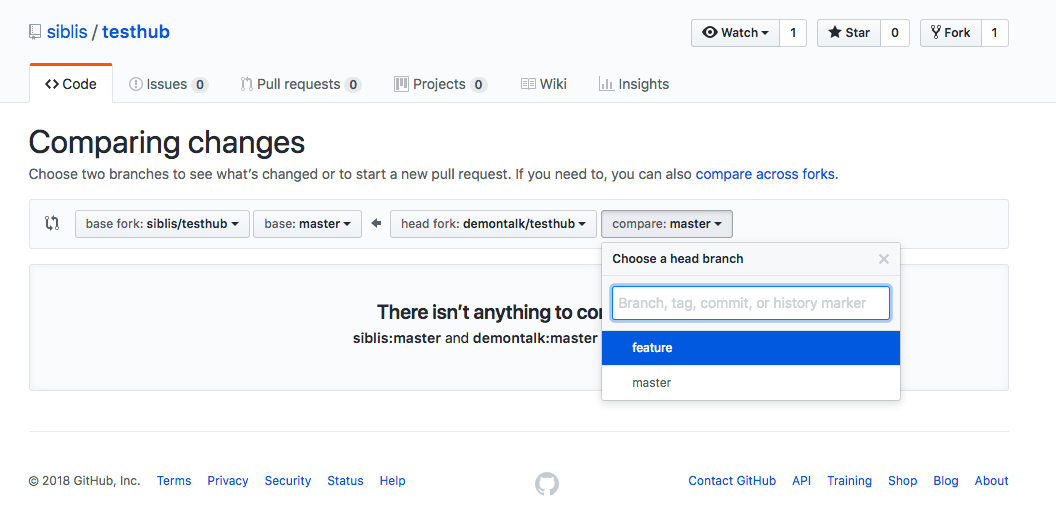 siblis / testhub
Watch 1 Star 0 Fork 1
Code Issues 0 Pull requests 0 Projects 0 Wiki Insights
Comparing changes
Choose two branches to see what's changed or to start a new pull request. If you need to, you can also compare across forks.
base fork: siblis/testhub base: master head fork: demontalk/testhub compare: master
Choose a head branch
Branch, tag, commit, or history marker
feature
master
There isn't anything to
siblis:master and demontalk:master
© 2018 GitHub, Inc. Terms Privacy Security Status Help Contact GitHub API Training Shop Blog About